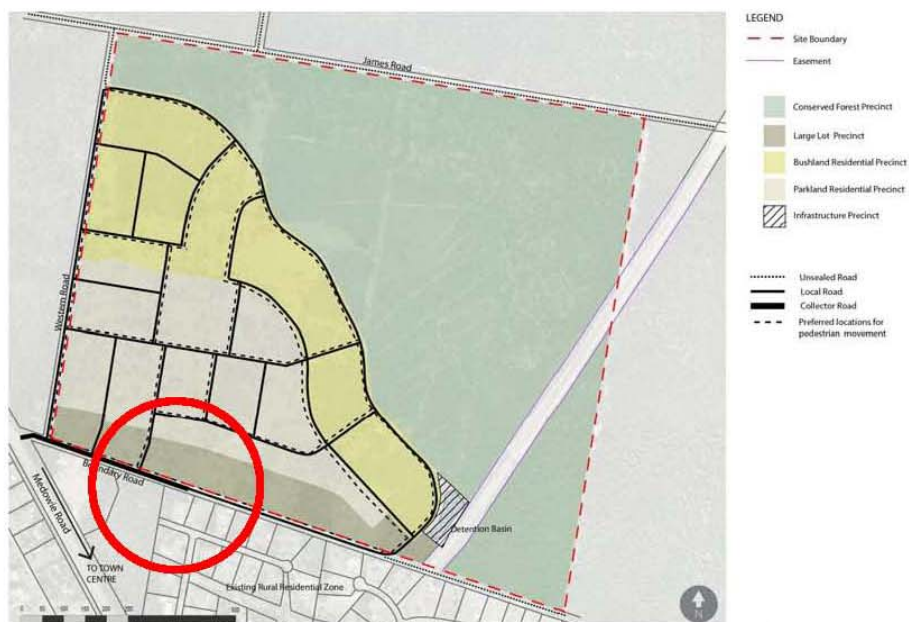 LEGEND
Site Boundary
Easement
Conserved Forest Precinct
Large Lot Precinct
Bushland Residential Precinct
Parkland Residential Precinct
Infrastructure Precinct
Unsealed Road
Local Road
Collector Road
Preferred locations for
pedestrian movement
James Road
Western Road
Boundary Road
Medowie Road
TO TOWN
CENTRE
Detention Basin
Existing Rural Residential Zone
N